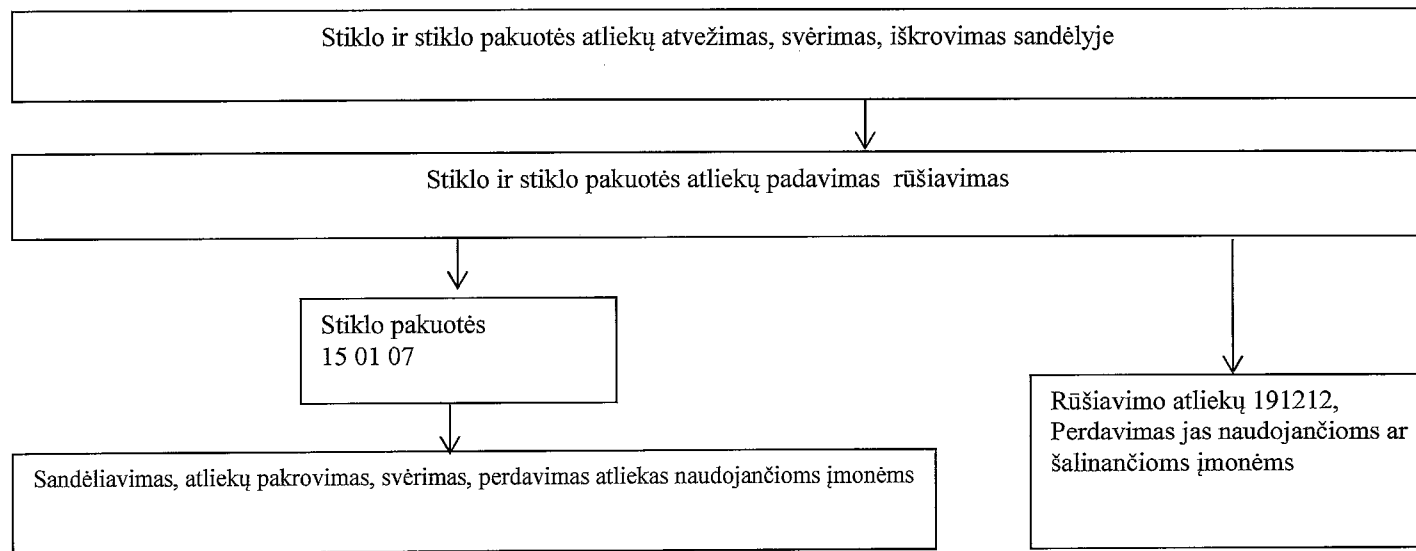 Stiklo ir stiklo pakuotės atliekų atvežimas, svėrimas, iškrovimas sandėlyje
Stiklo ir stiklo pakuotės atliekų padavimas rūšiavimas
Stiklo pakuotės
15 01 07
Rūšiavimo atliekų 191212,
Perdavimas jas naudojančioms ar
šalinančioms įmonėms
Sandėliavimas, atliekų pakrovimas, svėrimas, perdavimas atliekas naudojančioms įmonėms